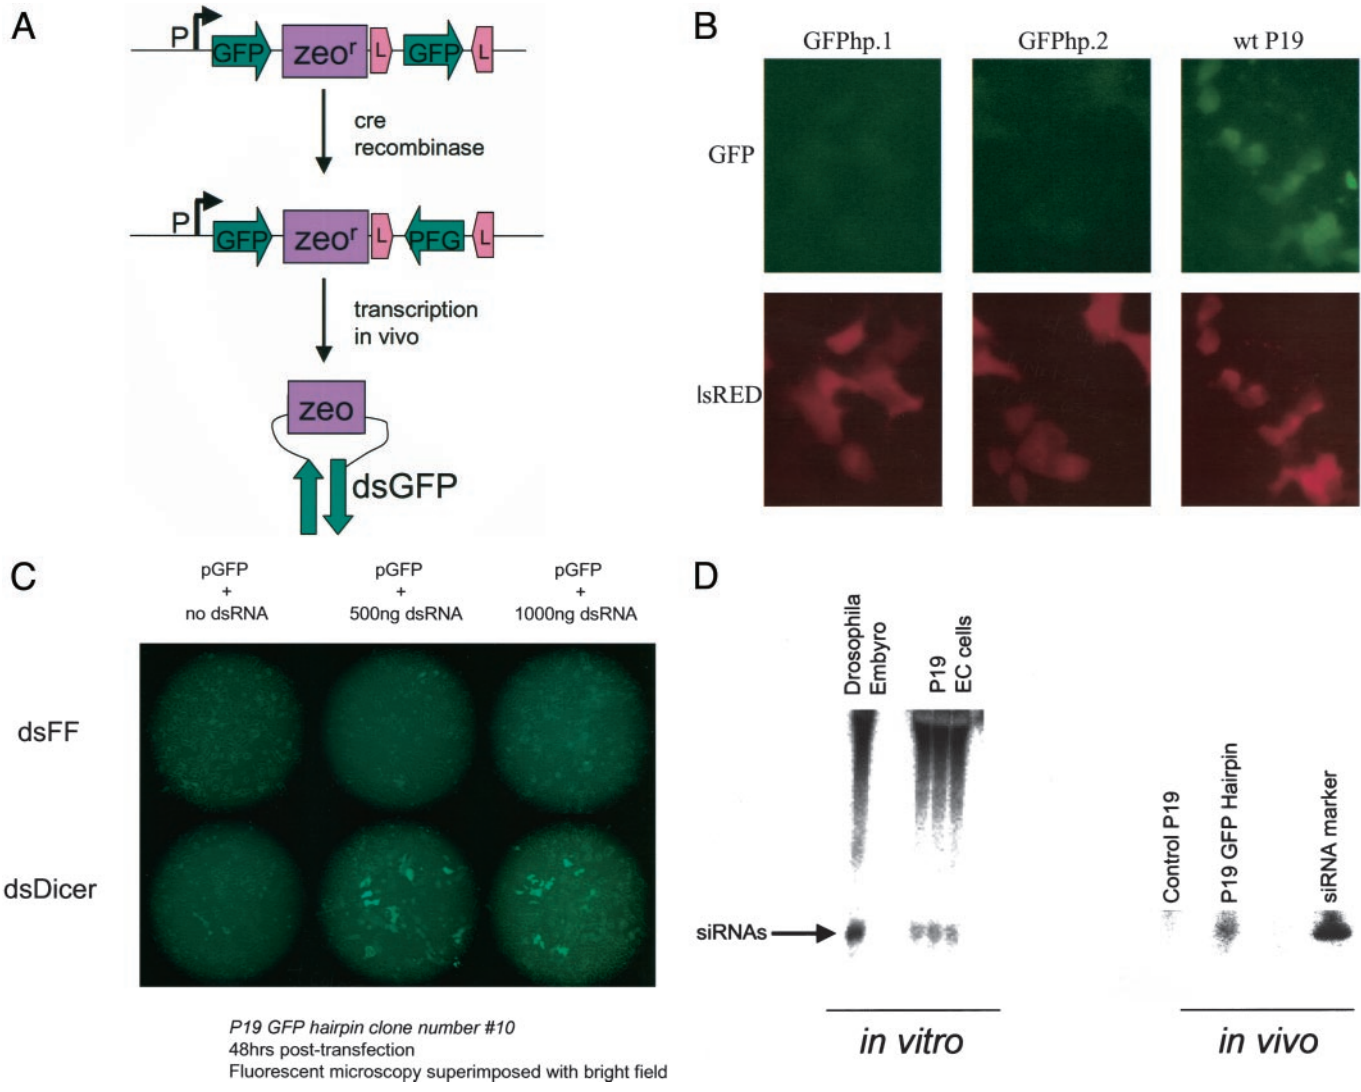 A
P
GFP
zeoʳ
L
GFP
L
cre
recombinase
P
GFP
zeoʳ
L
PFG
L
transcription
in vivo
zeo
dsGFP
B
GFPhp.1
GFPhp.2
wt P19
GFP
lsRED
C
pGFP
+
no dsRNA
pGFP
+
500ng dsRNA
pGFP
+
1000ng dsRNA
dsFF
dsDicer
P19 GFP hairpin clone number #10
48hrs post-transfection
Fluorescent microscopy superimposed with bright field
D
Drosophila
Embyro
P19
EC cells
Control P19
P19 GFP Hairpin
siRNA marker
siRNAs
in vitro
in vivo